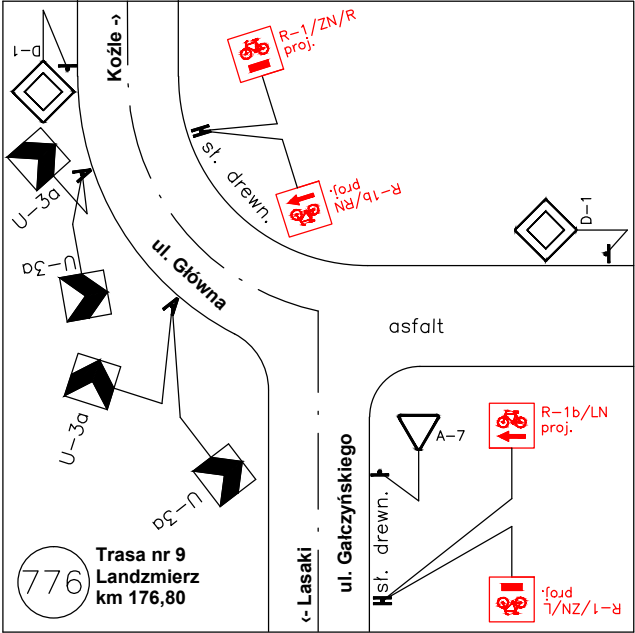 D-1
Koźle ->
R-1/ZN/R
proj.
st. drewn.
R-1b/RN
proj.
U-3a
U-3a
ul. Główna
D-1
asfalt
U-3a
U-3a
A-7
R-1b/LN
proj.
ul. Gałczyńskiego
st. drewn.
<- Lasaki
R-1/ZN/L
proj.
776
Trasa nr 9
Landzmierz
km 176,80